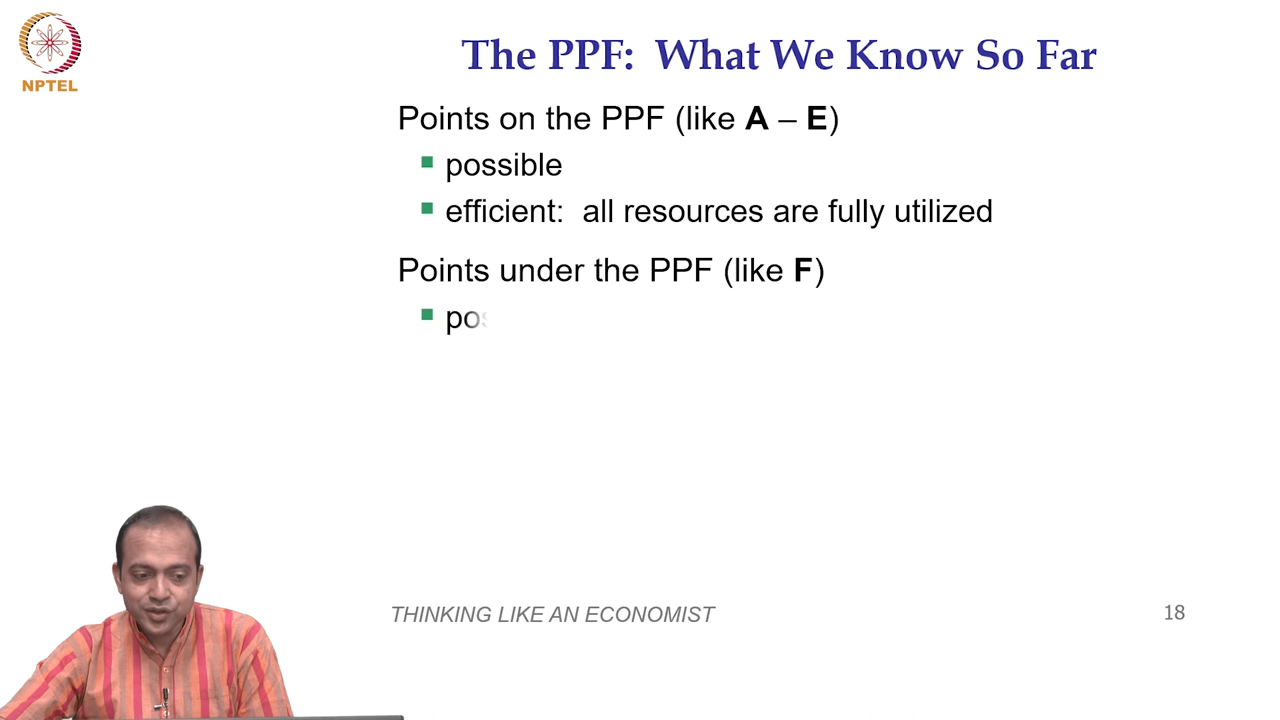 NPTEL
The PPF: What We Know So Far
Points on the PPF (like A – E)
possible
efficient: all resources are fully utilized
Points under the PPF (like F)
THINKING LIKE AN ECONOMIST
18